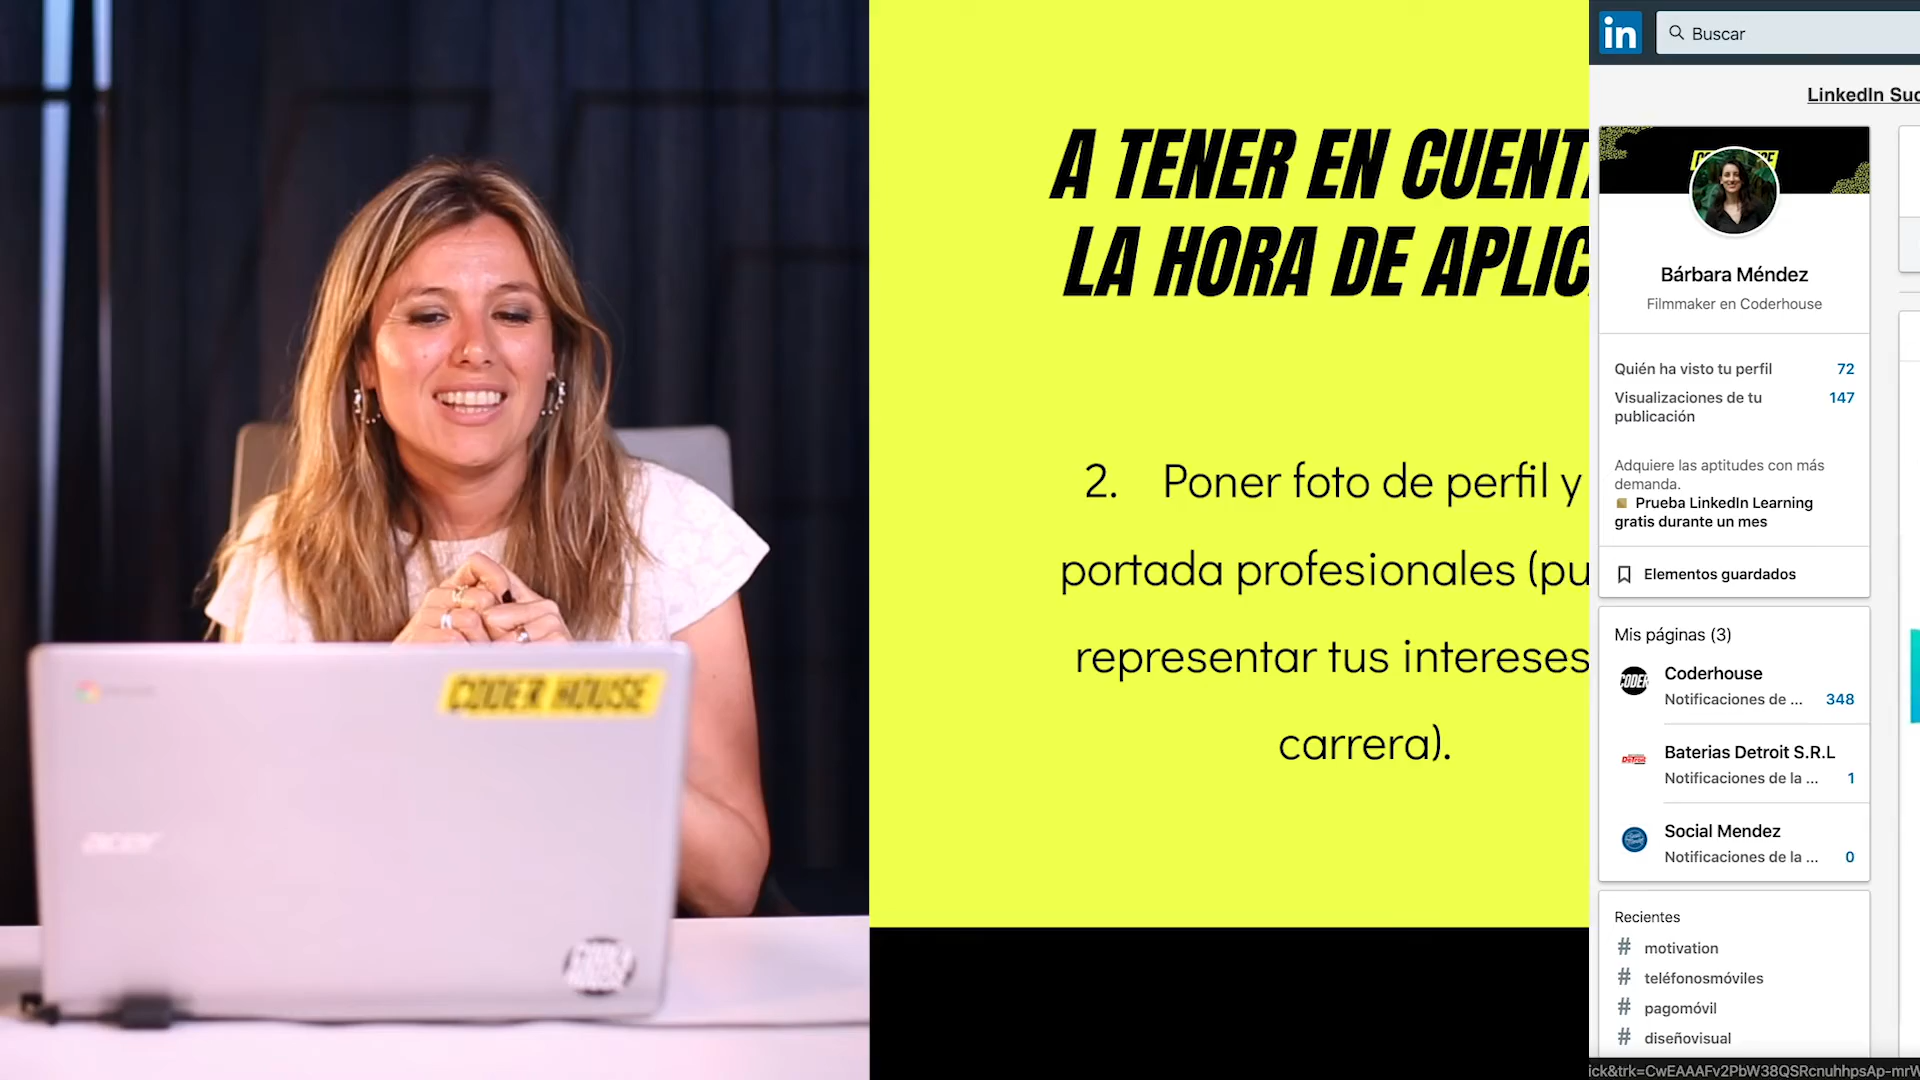 A TENER EN CUENT
LA HORA DE APLIC
2. Poner foto de perfil y
portada profesionales (pu
representar tus intereses
carrera).
CODER HOUSE
acer
in
Buscar
LinkedIn Suc
Bárbara Méndez
Filmmaker en Coderhouse
Quién ha visto tu perfil 72
Visualizaciones de tu 147
publicación
Adquiere las aptitudes con más
demanda.
Prueba LinkedIn Learning
gratis durante un mes
Elementos guardados
Mis páginas (3)
CODER
Coderhouse
Notificaciones de ... 348
DeTroit
Baterias Detroit S.R.L
Notificaciones de la ... 1
Social Mendez
Notificaciones de la ... 0
Recientes
# motivation
# teléfonosmóviles
# pagomóvil
# diseñovisual
ick&trk=CwEAAAFv2PbW38QSRcnuhhpsAp-mrW